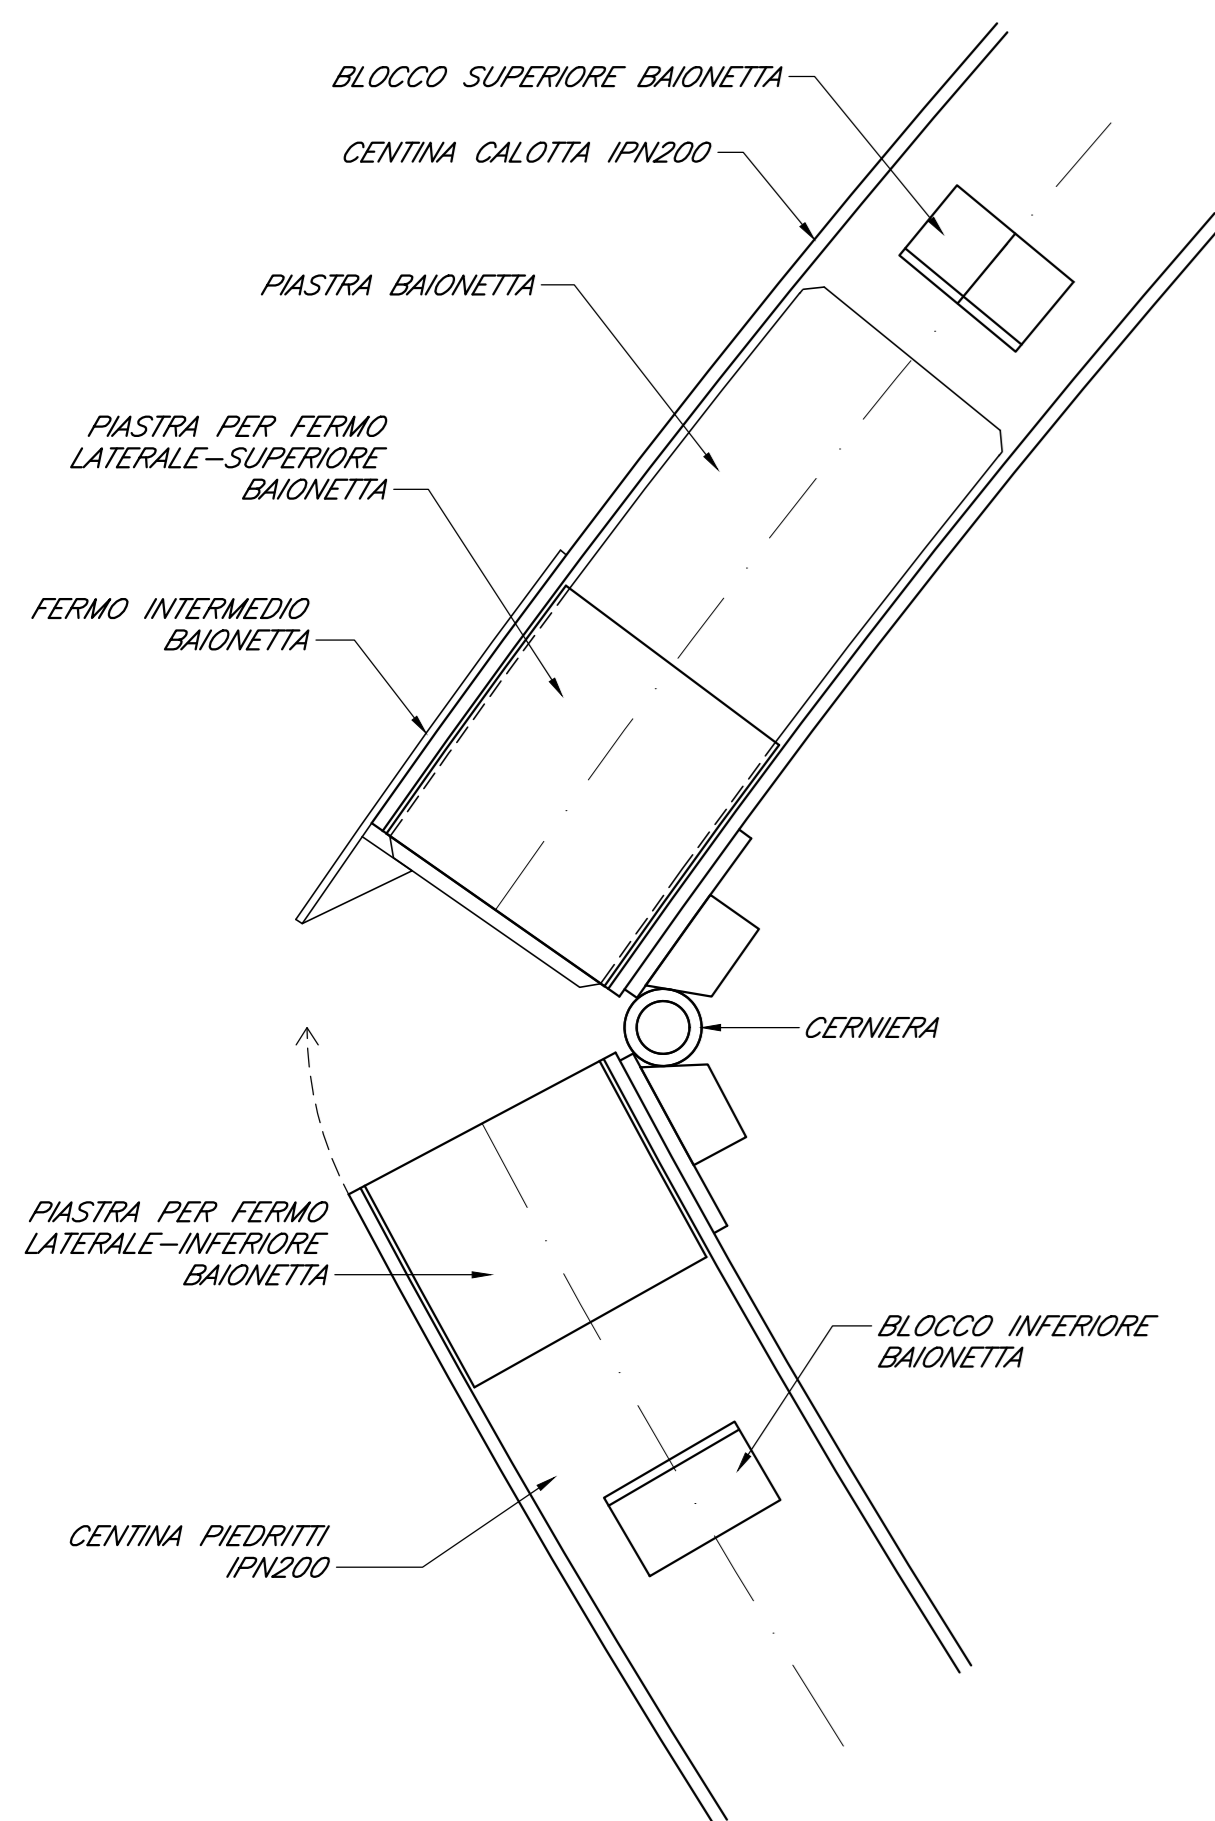 BLOCCO SUPERIORE BAIONETTA
CENTINA CALOTTA IPN200
PIASTRA BAIONETTA
PIASTRA PER FERMO
LATERALE-SUPERIORE
BAIONETTA
FERMO INTERMEDIO
BAIONETTA
CERNIERA
PIASTRA PER FERMO
LATERALE-INFERIORE
BAIONETTA
BLOCCO INFERIORE
BAIONETTA
CENTINA PIEDRITTI
IPN200